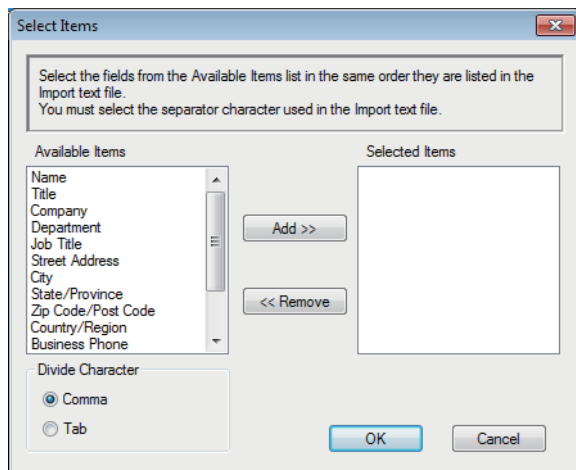 Select Items
Select the fields from the Available Items list in the same order they are listed in the
Import text file.
You must select the separator character used in the Import text file.
Available Items
Selected Items
Name
Title
Company
Department
Job Title
Street Address
City
State/Province
Zip Code/Post Code
Country/Region
Business Phone
Add >>
<< Remove
Divide Character
Comma
Tab
OK
Cancel